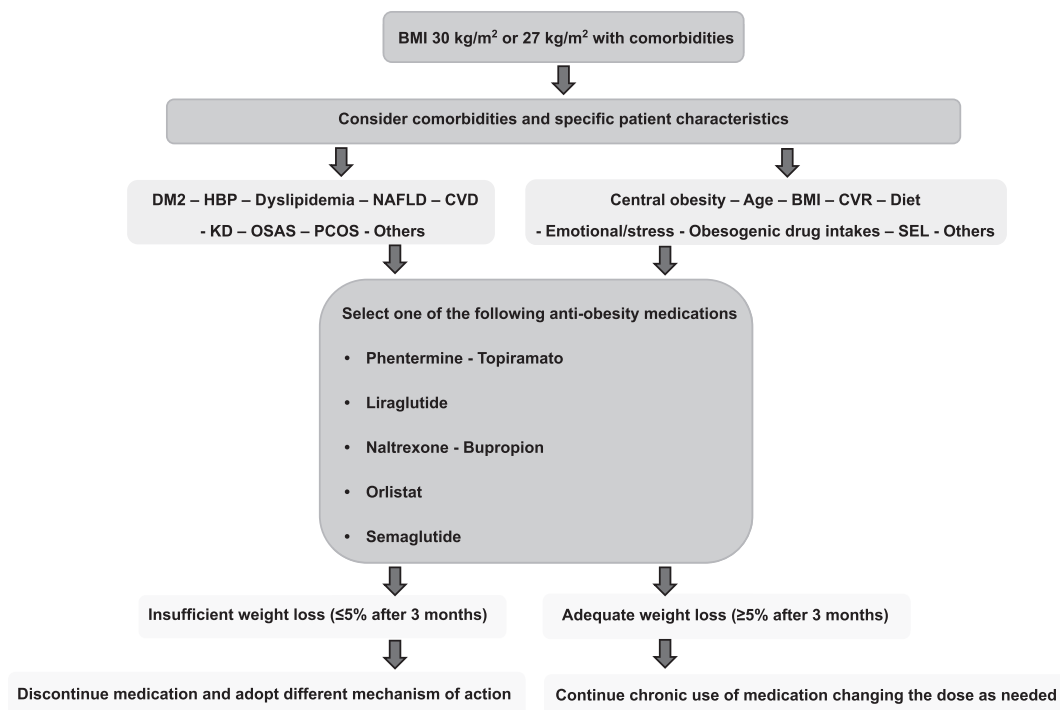 BMI 30 kg/m² or 27 kg/m² with comorbidities
Consider comorbidities and specific patient characteristics
DM2 – HBP – Dyslipidemia – NAFLD – CVD
- KD – OSAS – PCOS - Others
Central obesity – Age – BMI – CVR – Diet
- Emotional/stress - Obesogenic drug intakes – SEL - Others
Select one of the following anti-obesity medications
• Phentermine - Topiramato
• Liraglutide
• Naltrexone - Bupropion
• Orlistat
• Semaglutide
Insufficient weight loss (≤5% after 3 months)
Adequate weight loss (≥5% after 3 months)
Discontinue medication and adopt different mechanism of action
Continue chronic use of medication changing the dose as needed